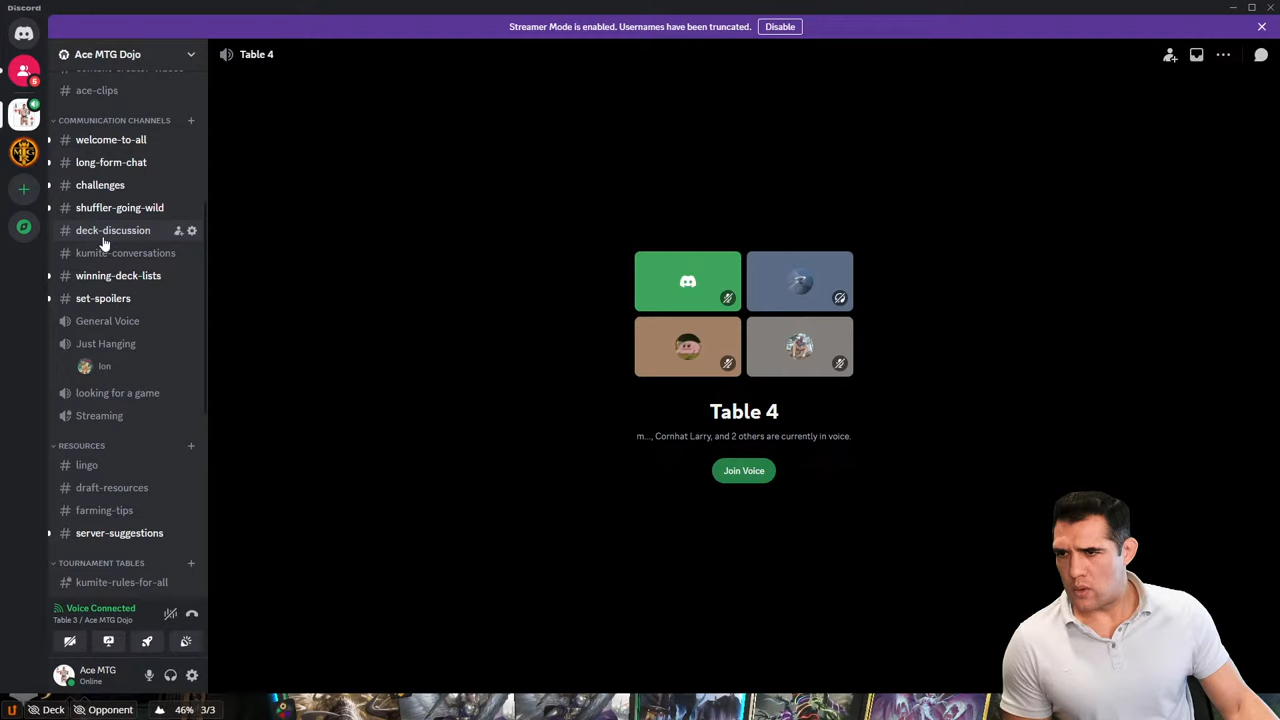 Discord
Streamer Mode is enabled. Usernames have been truncated.
Disable
Ace MTG Dojo
Table 4
ace-clips
COMMUNICATION CHANNELS
welcome-to-all
long-form-chat
challenges
shuffler-going-wild
deck-discussion
kumite-conversations
winning-deck-lists
set-spoilers
General Voice
Just Hanging
Ion
looking for a game
Streaming
RESOURCES
lingo
draft-resources
farming-tips
server-suggestions
TOURNAMENT TABLES
kumite-rules-for-all
Voice Connected
Table 3 / Ace MTG Dojo
Ace MTG
Online
5
MTG
Table 4
m..., Cornhat Larry, and 2 others are currently in voice.
Join Voice
Deck
Opponent
46%
3/3